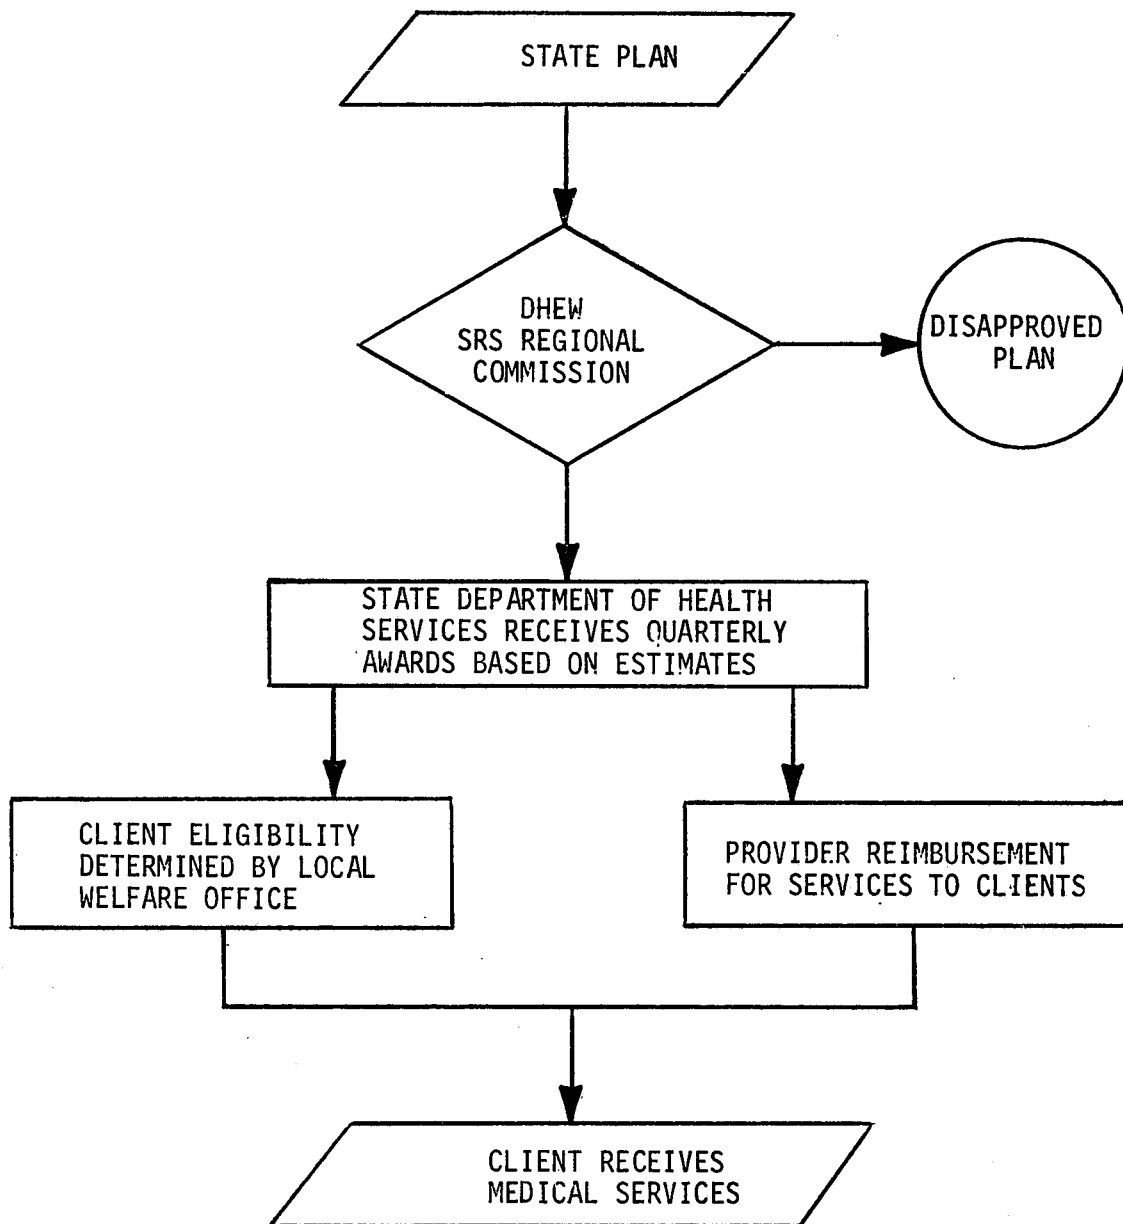 STATE PLAN
DHEW
SRS REGIONAL
COMMISSION
DISAPPROVED
PLAN
STATE DEPARTMENT OF HEALTH
SERVICES RECEIVES QUARTERLY
AWARDS BASED ON ESTIMATES
CLIENT ELIGIBILITY
DETERMINED BY LOCAL
WELFARE OFFICE
PROVIDER REIMBURSEMENT
FOR SERVICES TO CLIENTS
CLIENT RECEIVES
MEDICAL SERVICES